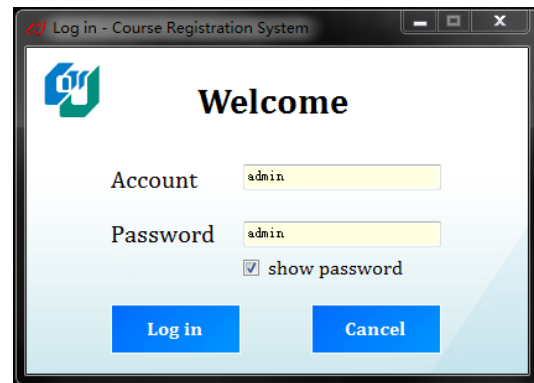 Log in - Course Registration System
Welcome
Account admin
Password admin
show password
Log in Cancel